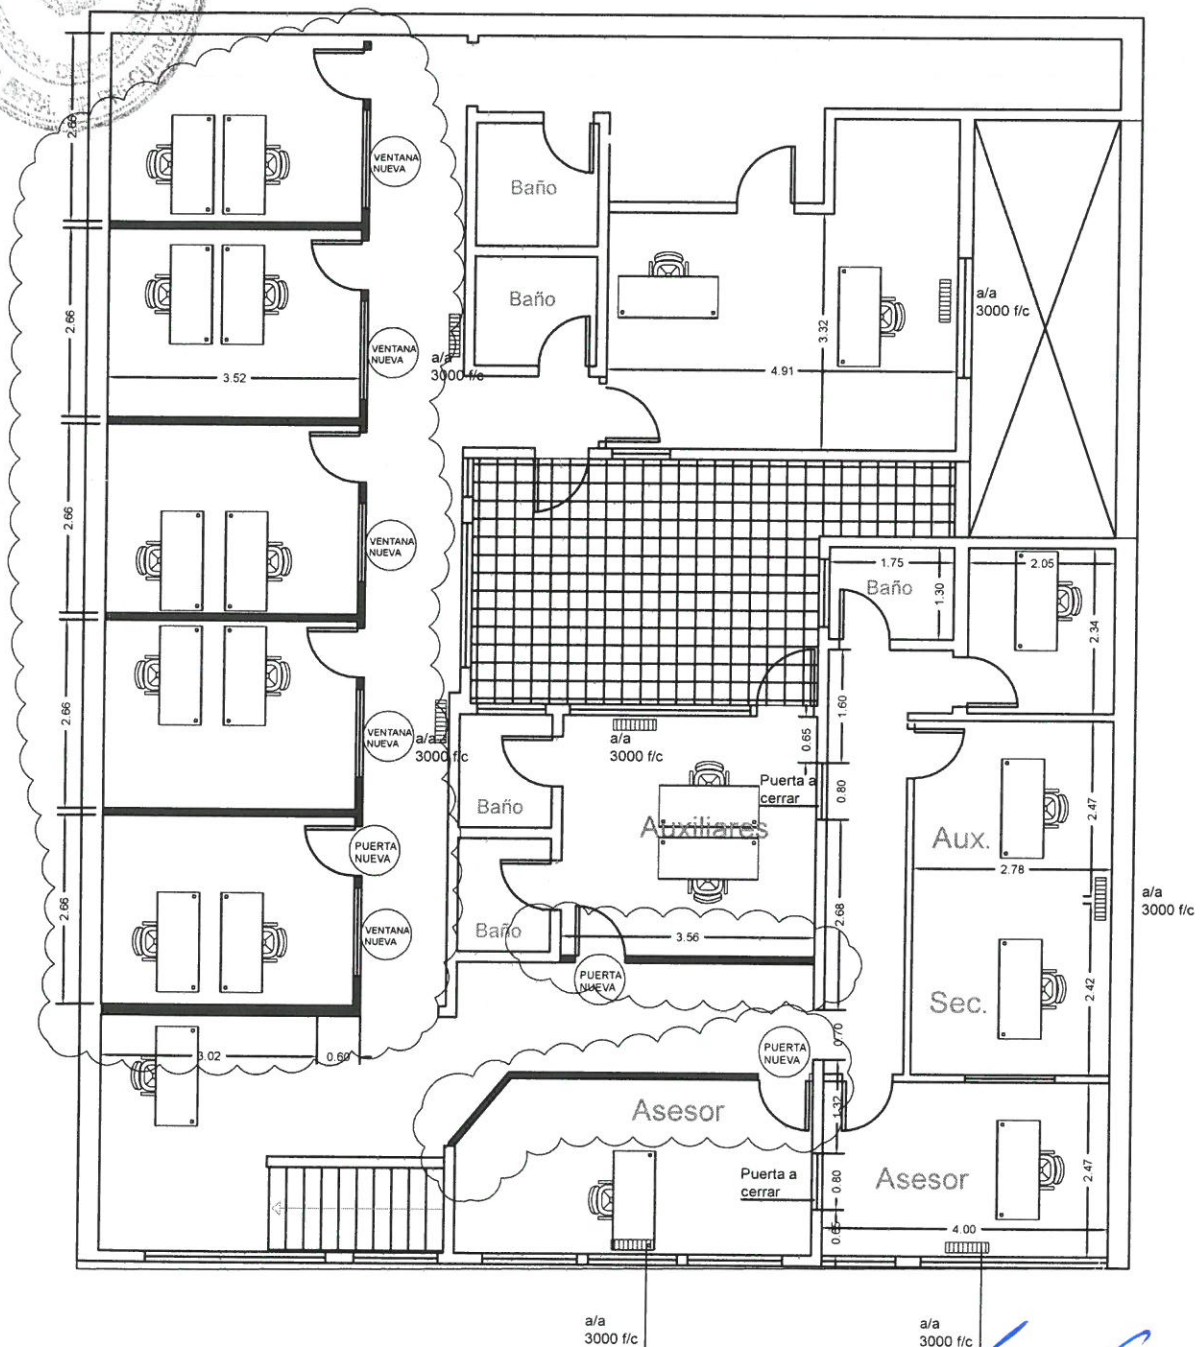 2.66
VENTANA
NUEVA
Baño
2.66
3.52
VENTANA
NUEVA
a/a
3000 f/c
Baño
3.32
4.91
a/a
3000 f/c
2.66
VENTANA
NUEVA
1.75
Baño
1.30
2.05
2.34
2.66
VENTANA
NUEVA
a/a
3000 f/c
a/a
3000 f/c
0.65
1.60
Puerta a
cerrar
0.80
Baño
Auxiliares
Aux.
2.47
2.78
PUERTA
NUEVA
2.66
VENTANA
NUEVA
Baño
3.56
2.68
a/a
3000 f/c
PUERTA
NUEVA
Sec.
2.42
3.02
0.60
PUERTA
NUEVA
0.70
Asesor
1.32
Puerta a
cerrar
0.80
Asesor
2.47
0.65
4.00
a/a
3000 f/c
a/a
3000 f/c